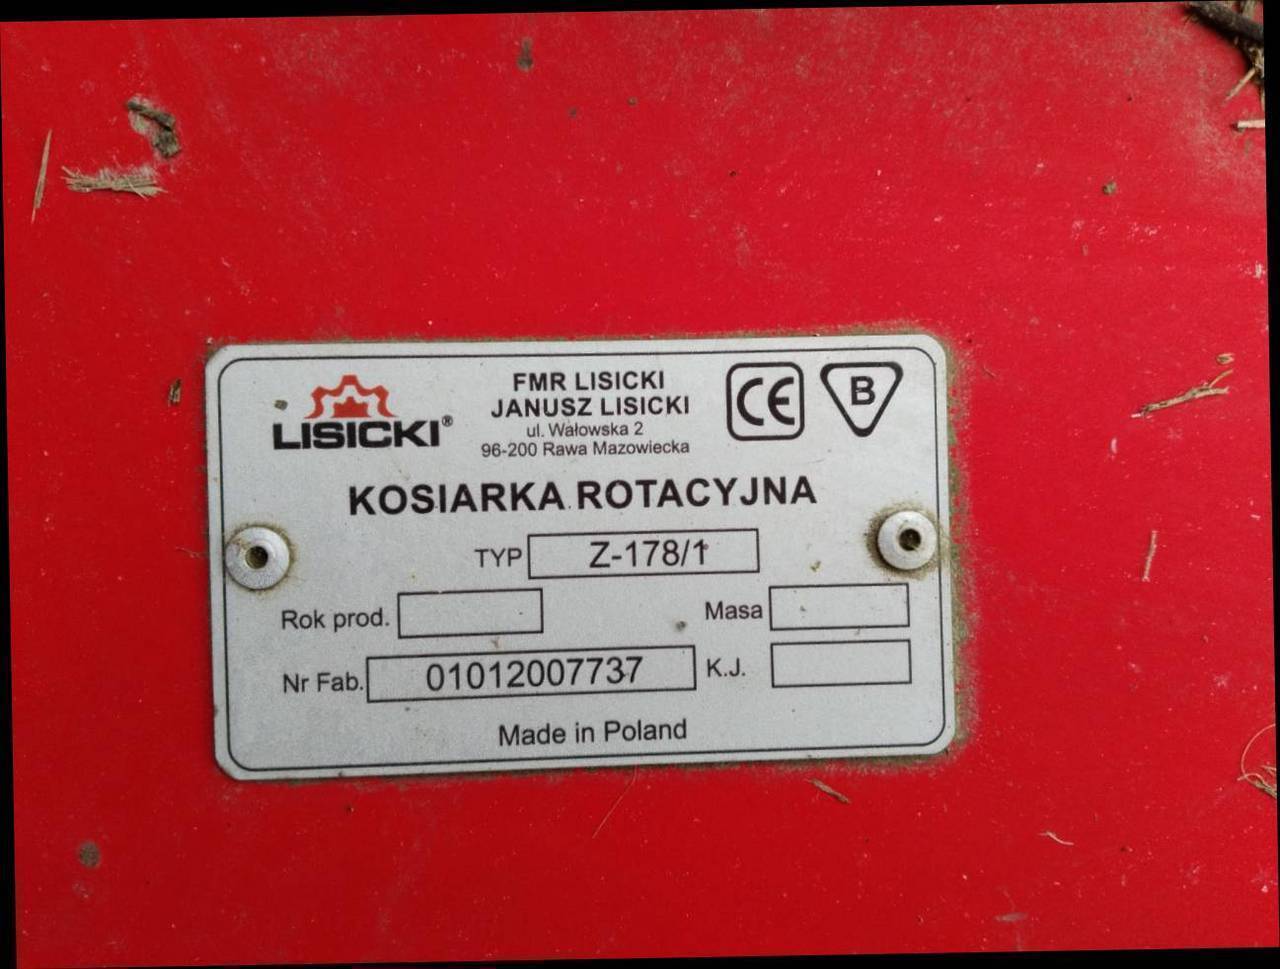 LISICKI®
FMR LISICKI
JANUSZ LISICKI
ul. Wałowska 2
96-200 Rawa Mazowiecka
CE
B
KOSIARKA ROTACYJNA
TYP Z-178/1
Rok prod.
Masa
Nr Fab. 01012007737
K.J.
Made in Poland